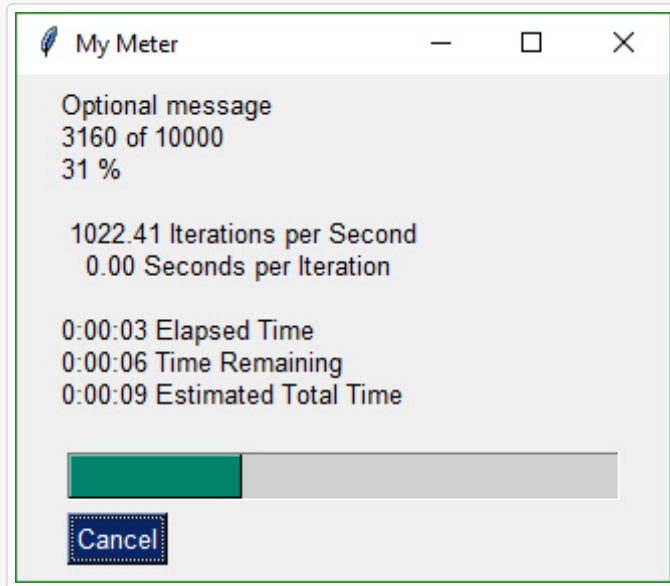 My Meter
Optional message
3160 of 10000
31 %
1022.41 Iterations per Second
0.00 Seconds per Iteration
0:00:03 Elapsed Time
0:00:06 Time Remaining
0:00:09 Estimated Total Time
Cancel